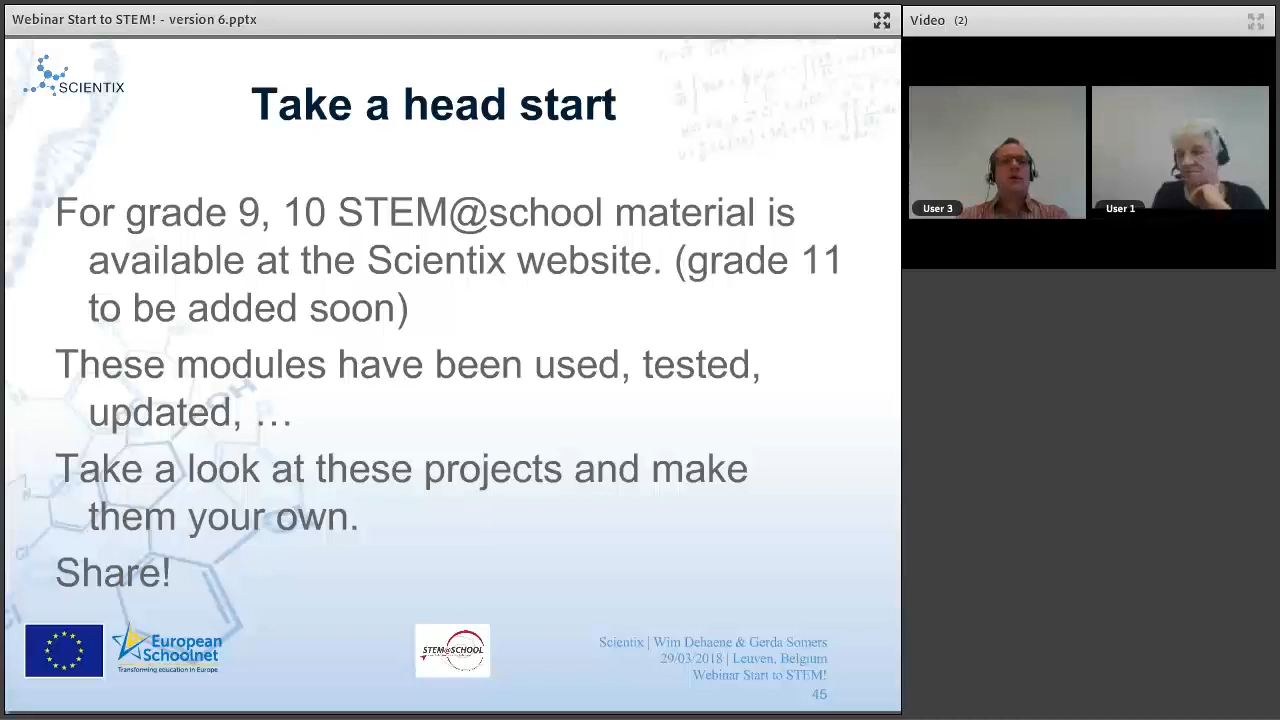 Webinar Start to STEM! - version 6.pptx
Video (2)
SCIENTIX
Take a head start
For grade 9, 10 STEM@school material is
available at the Scientix website. (grade 11
to be added soon)
These modules have been used, tested,
updated, …
Take a look at these projects and make
them your own.
Share!
User 3
User 1
European
Schoolnet
Transforming education in Europe
STEM@SCHOOL
Scientix | Wim Dehaene & Gerda Somers
29/03/2018 | Leuven, Belgium
Webinar Start to STEM!
45